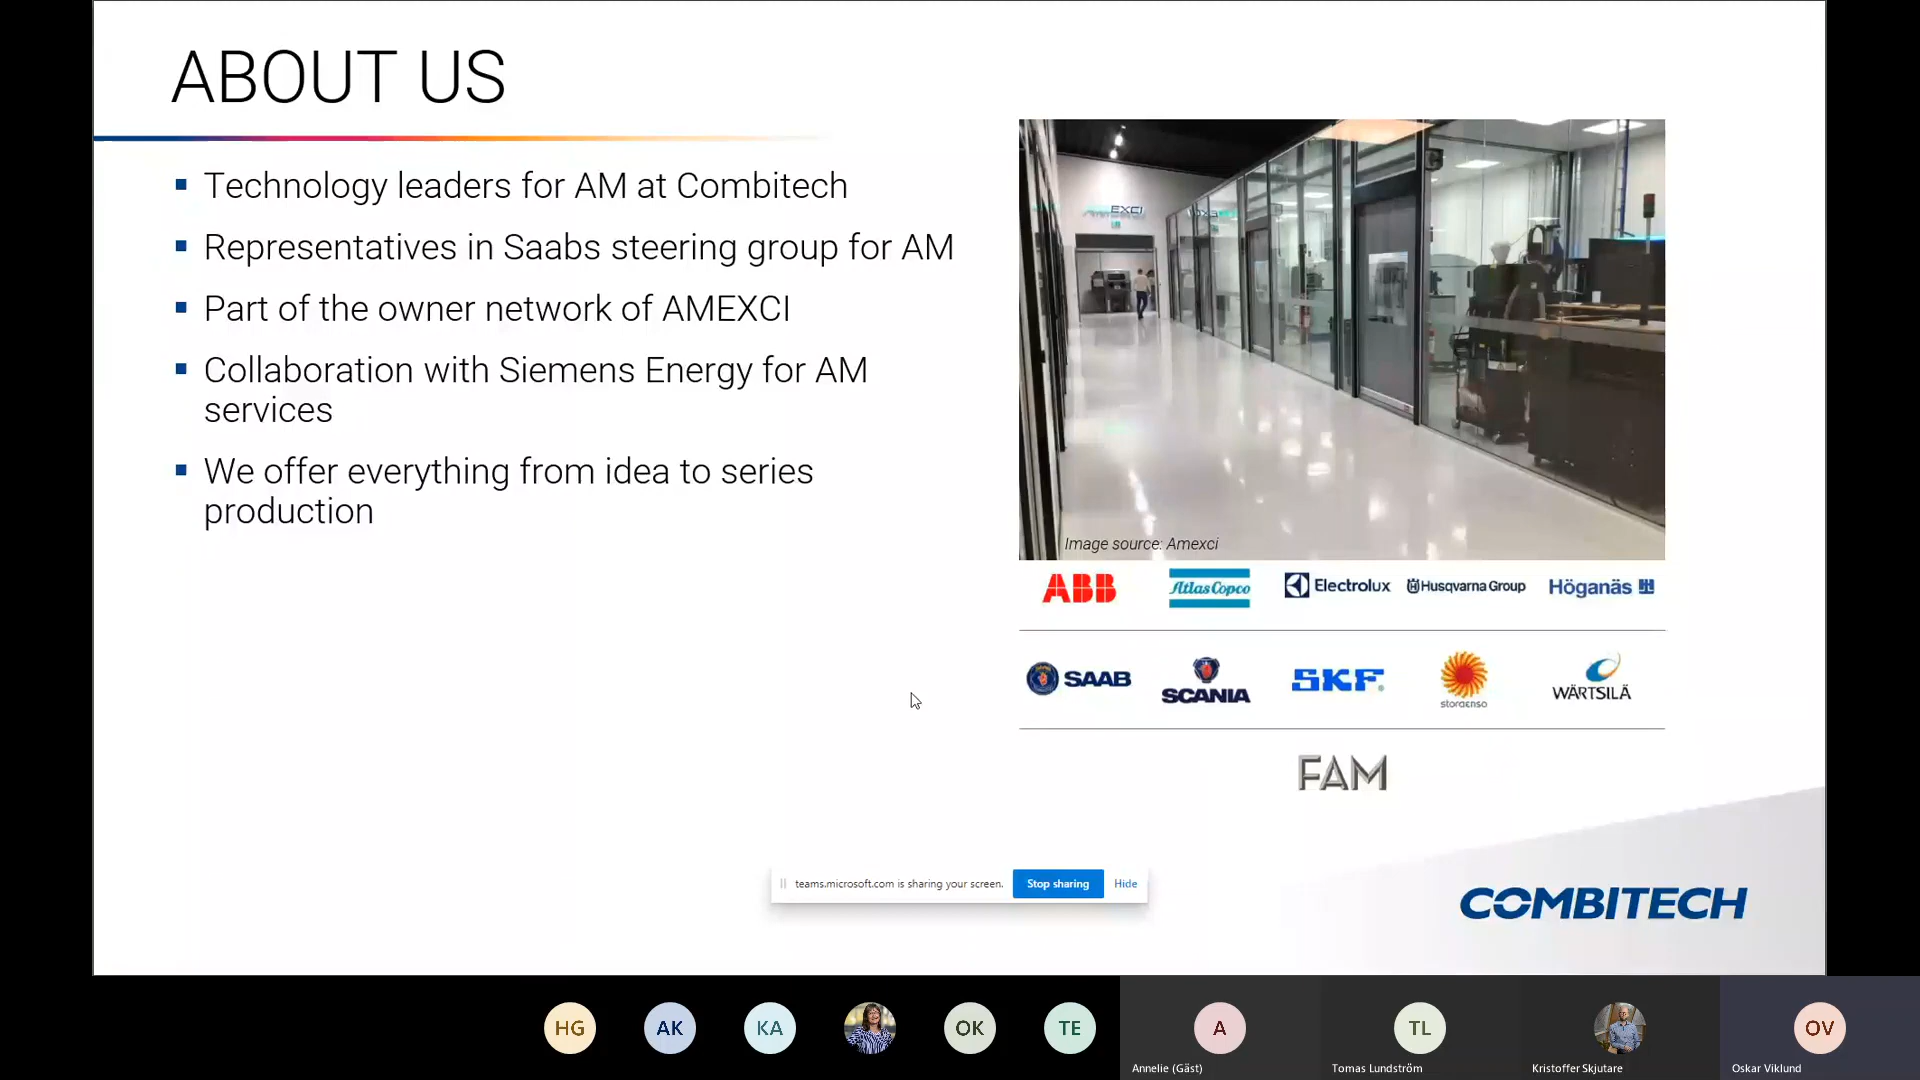 ABOUT US
Technology leaders for AM at Combitech
Representatives in Saabs steering group for AM
Part of the owner network of AMEXCI
Collaboration with Siemens Energy for AM
services
We offer everything from idea to series
production
Image source: Amexci
ABB
Atlas Copco
Electrolux
Husqvarna Group
Höganäs
SAAB
SCANIA
SKF
storaenso
WÄRTSILÄ
FAM
teams.microsoft.com is sharing your screen.
Stop sharing
Hide
COMBITECH
HG
AK
KA
OK
TE
A
TL
OV
Annelie (Gäst)
Tomas Lundström
Kristoffer Skjutare
Oskar Viklund